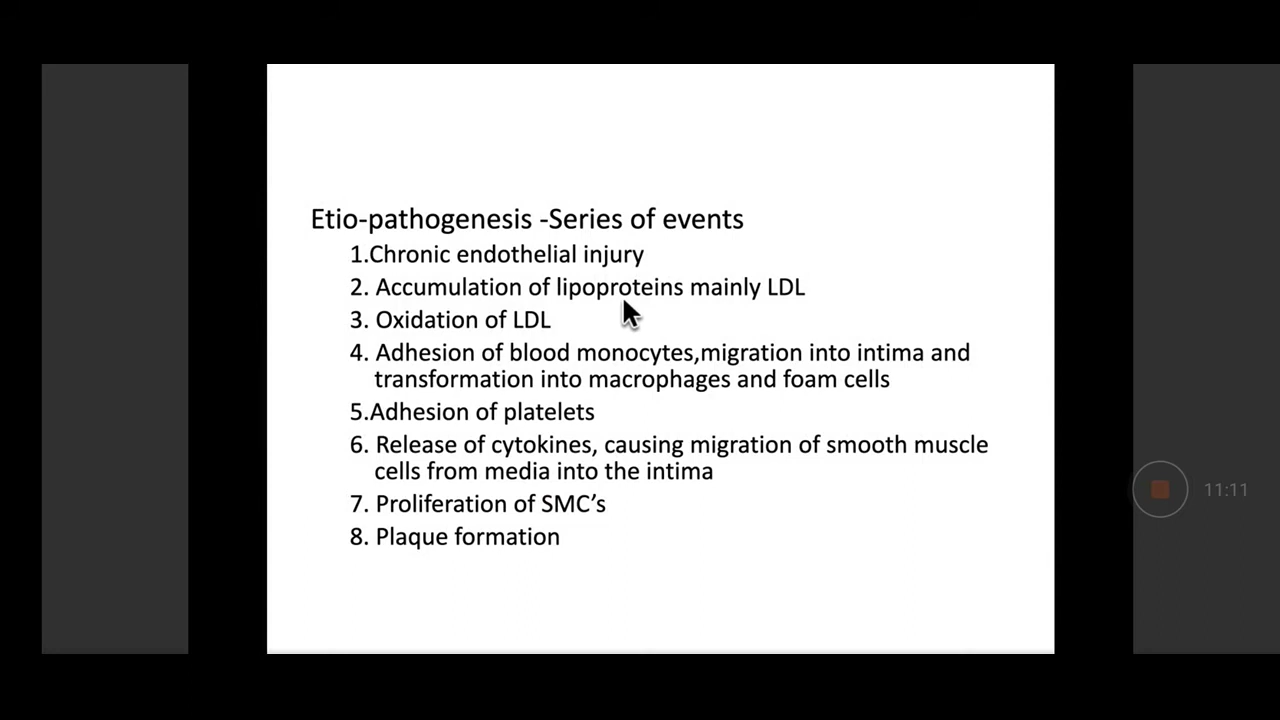 Etio-pathogenesis -Series of events
1.Chronic endothelial injury
2. Accumulation of lipoproteins mainly LDL
3. Oxidation of LDL
4. Adhesion of blood monocytes,migration into intima and
transformation into macrophages and foam cells
5.Adhesion of platelets
6. Release of cytokines, causing migration of smooth muscle
cells from media into the intima
7. Proliferation of SMC’s
8. Plaque formation
11:11